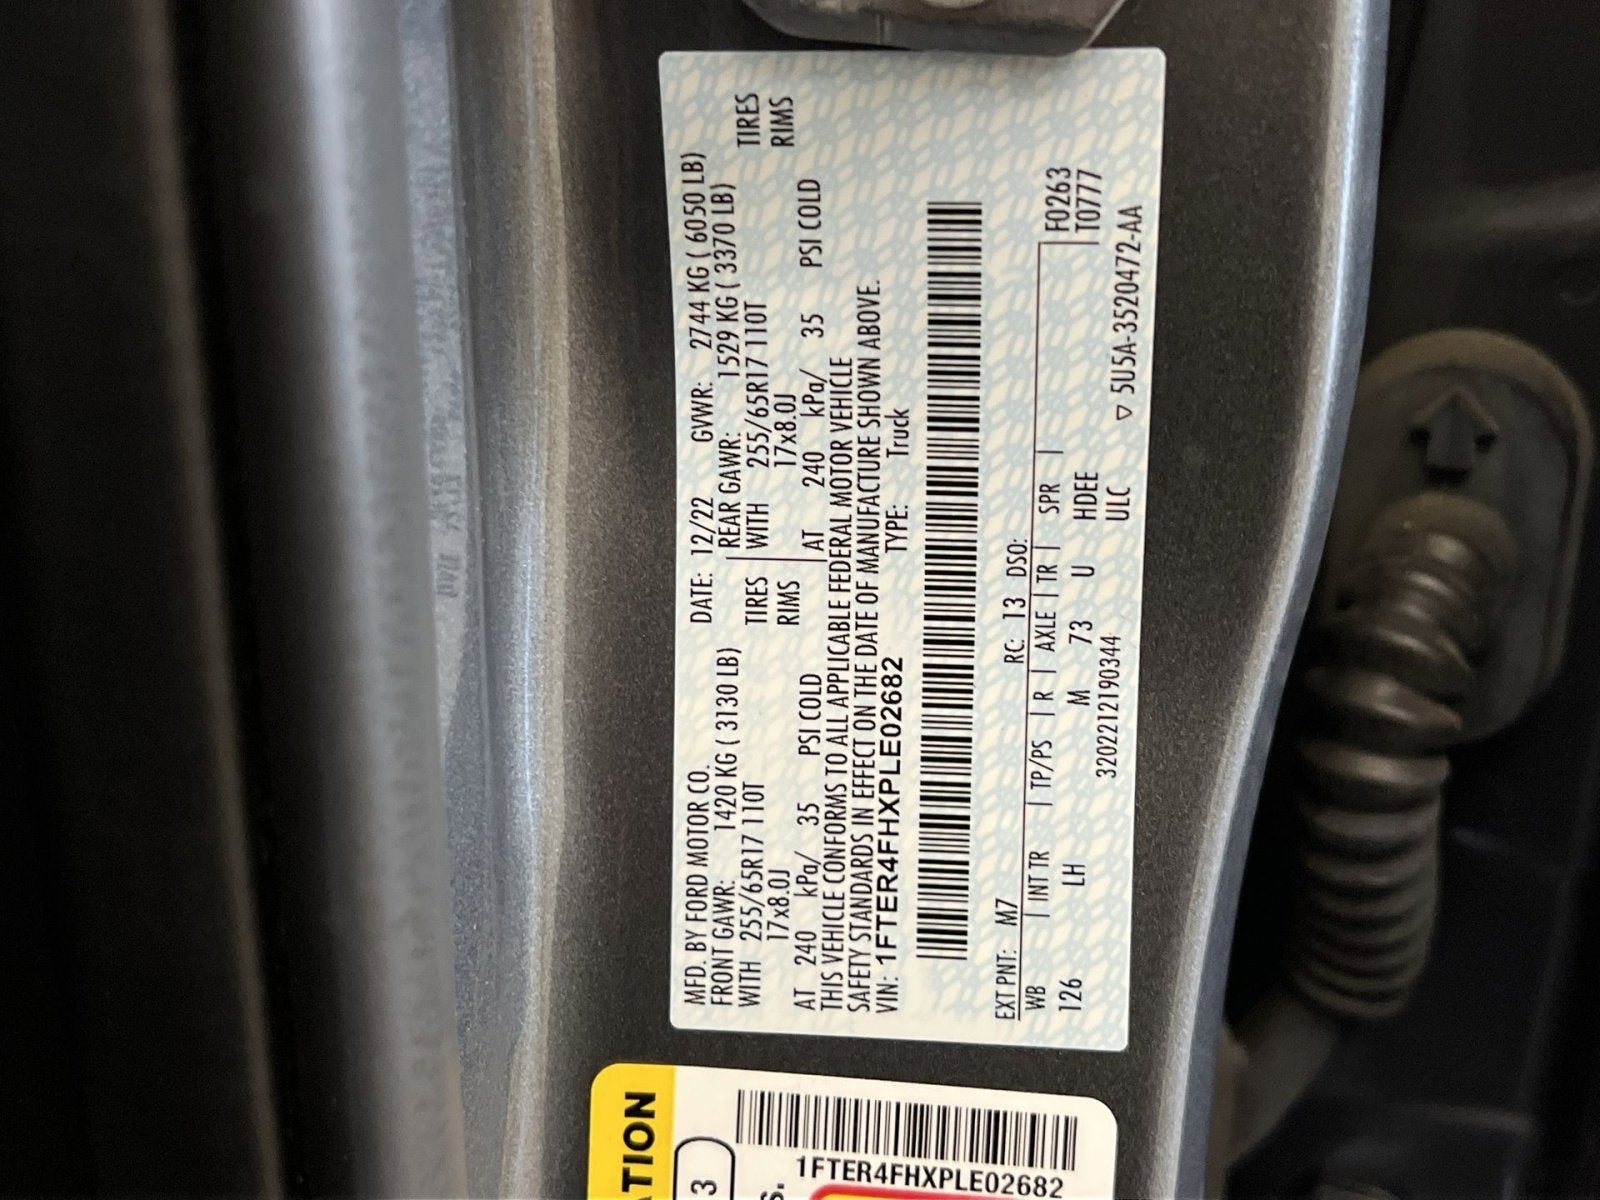 MFD. BY FORD MOTOR CO. DATE: 12/22 GVWR: 2744 KG ( 6050 LB)
FRONT GAWR: 1420 KG ( 3130 LB) REAR GAWR: 1529 KG ( 3370 LB)
WITH 255/65R17 110T TIRES WITH 255/65R17 110T TIRES
17x8.0J RIMS 17x8.0J RIMS
AT 240 kPa/ 35 PSI COLD AT 240 kPa/ 35 PSI COLD
THIS VEHICLE CONFORMS TO ALL APPLICABLE FEDERAL MOTOR VEHICLE
SAFETY STANDARDS IN EFFECT ON THE DATE OF MANUFACTURE SHOWN ABOVE.
VIN: 1FTER4FHXPLE02682 TYPE: Truck
EXT PNT: M7 RC: 13 DSO:
WB | INT TR | TP/PS | R | AXLE | TR | SPR | F0263
126 LH M 73 U HDEE T0777
320221219 0344 ULC ▽ 5U5A-3520472-AA
ATION
3
S.
1FTER4FHXPLE02682